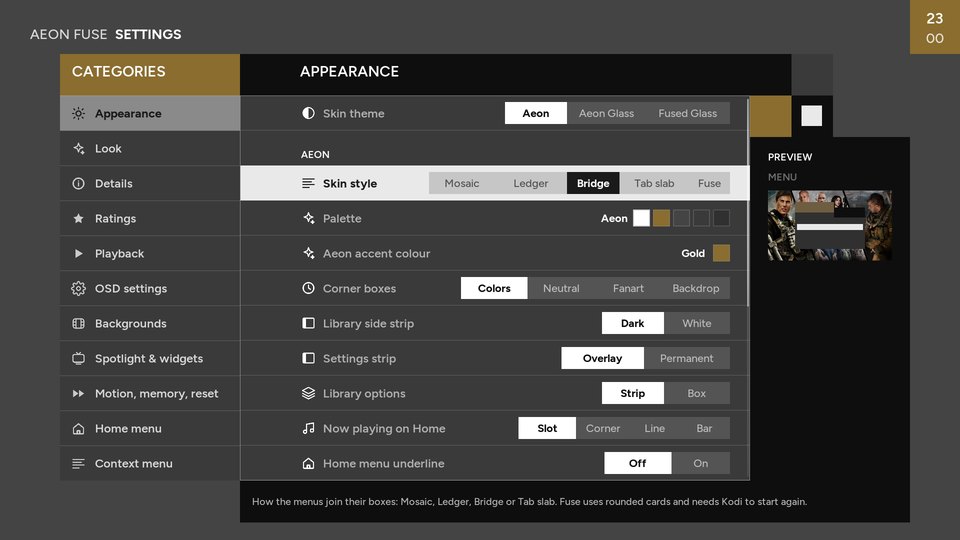 AEON FUSE SETTINGS
23
00
CATEGORIES
APPEARANCE
Appearance
Look
Details
Ratings
Playback
OSD settings
Backgrounds
Spotlight & widgets
Motion, memory, reset
Home menu
Context menu
Skin theme Aeon Aeon Glass Fused Glass
AEON
Skin style Mosaic Ledger Bridge Tab slab Fuse
Palette Aeon
Aeon accent colour Gold
Corner boxes Colors Neutral Fanart Backdrop
Library side strip Dark White
Settings strip Overlay Permanent
Library options Strip Box
Now playing on Home Slot Corner Line Bar
Home menu underline Off On
PREVIEW
MENU
How the menus join their boxes: Mosaic, Ledger, Bridge or Tab slab. Fuse uses rounded cards and needs Kodi to start again.